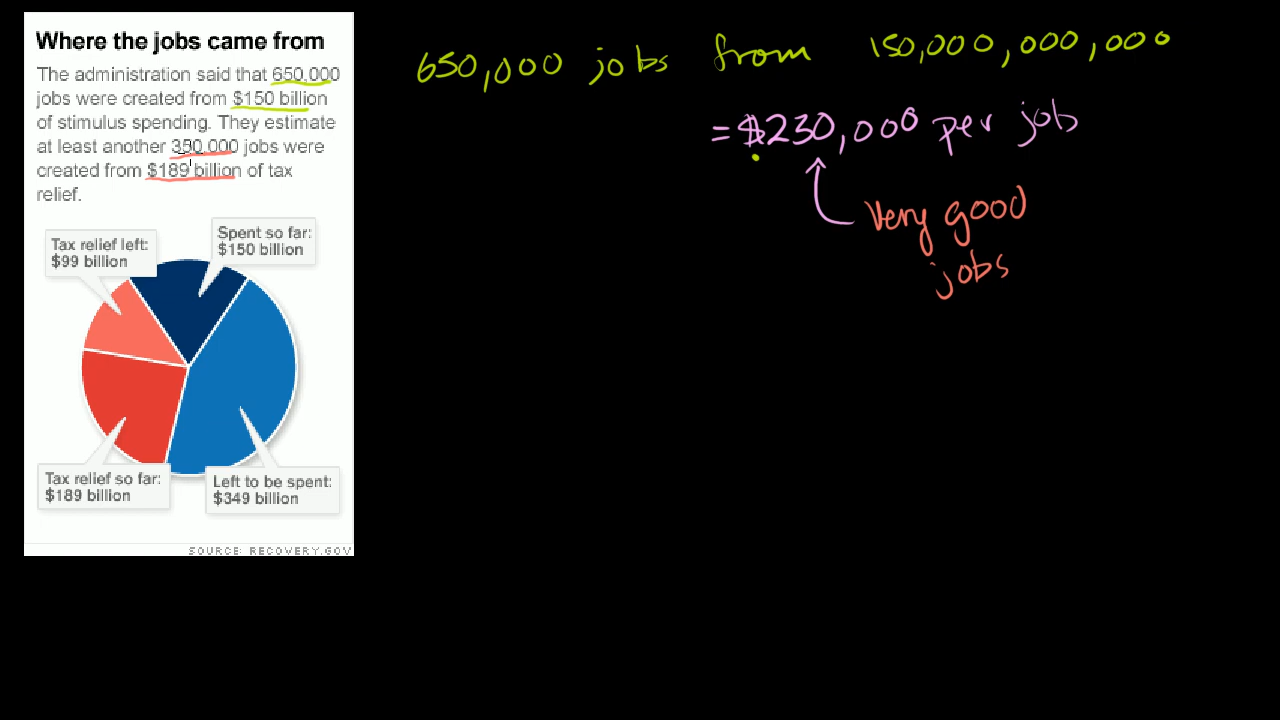 Where the jobs came from
The administration said that 650,000
jobs were created from $150 billion
of stimulus spending. They estimate
at least another 350,000 jobs were
created from $189 billion of tax
relief.
Tax relief left:
$99 billion
Spent so far:
$150 billion
Tax relief so far:
$189 billion
Left to be spent:
$349 billion
SOURCE: RECOVERY.GOV
650,000 jobs from 150,000,000,000
= $230,000 per job
very good
jobs